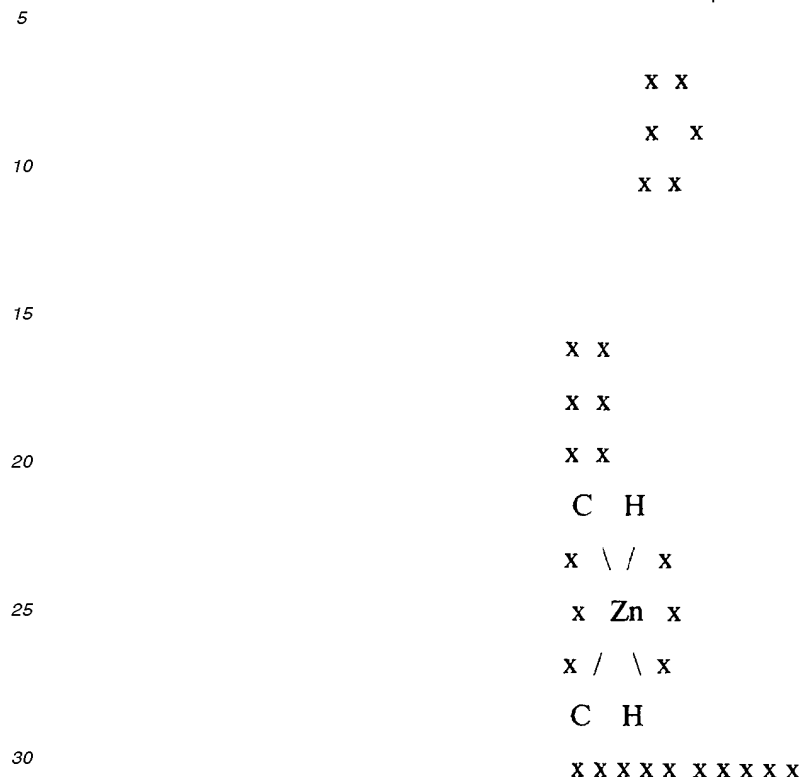 5
x x
x x
10
x x
15
x x
x x
20
x x
C H
x \ / x
25
x Zn x
x / \ x
C H
30
x x x x x x x x x x